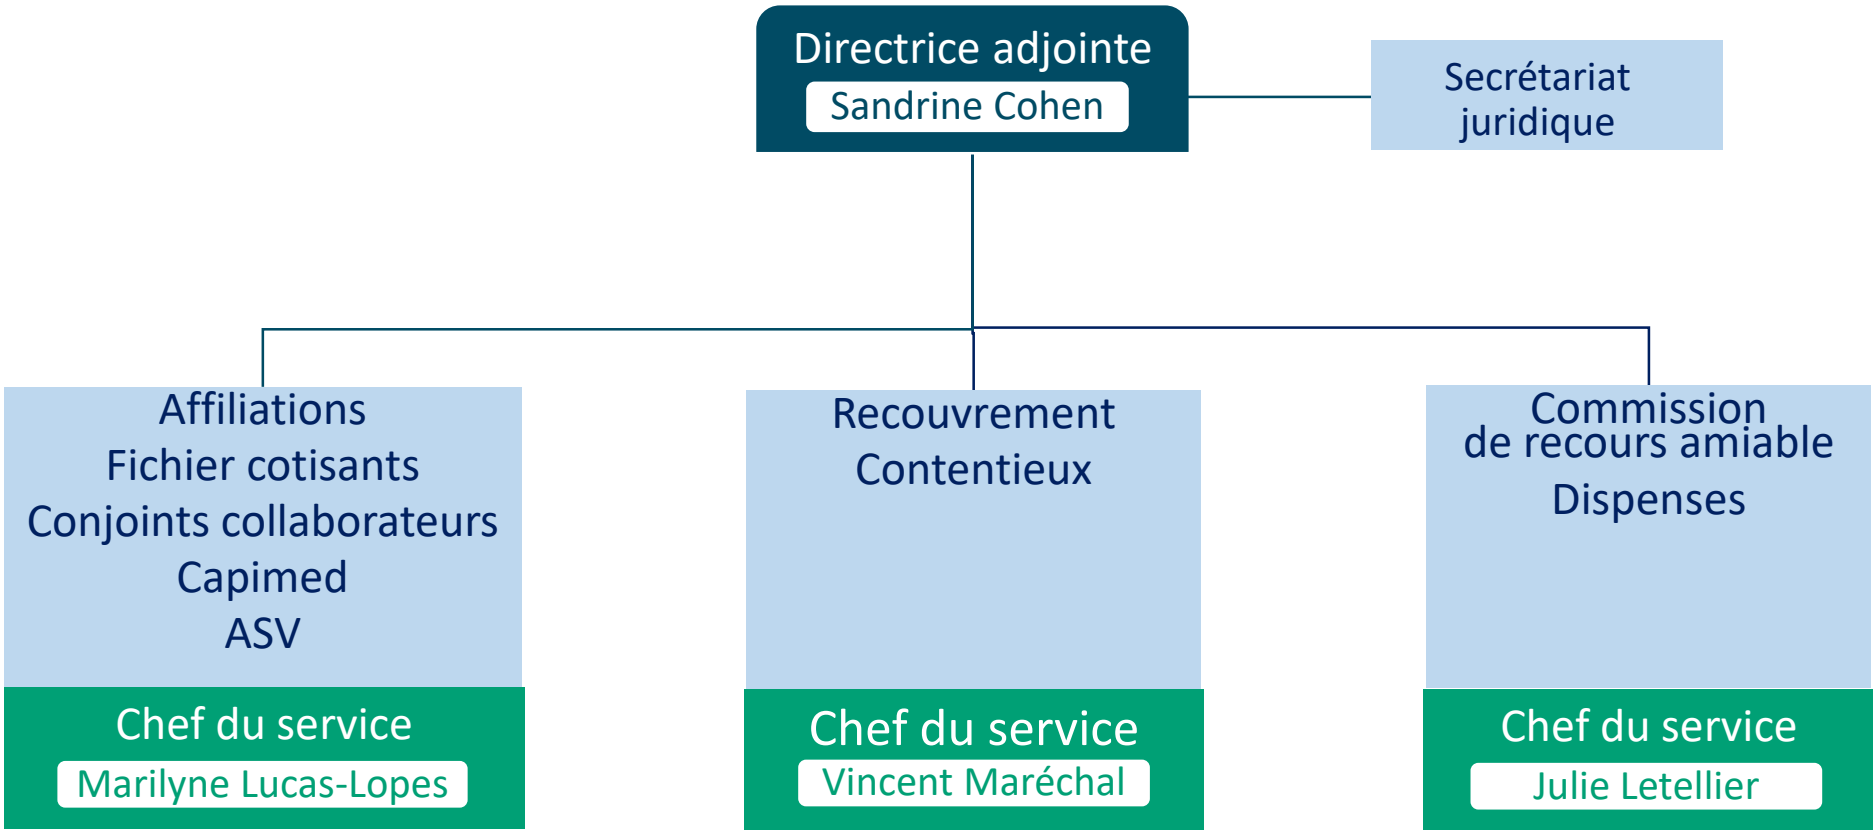 Directrice adjointe
Sandrine Cohen
Secrétariat
juridique
Affiliations
Fichier cotisants
Conjoints collaborateurs
Capimed
ASV
Chef du service
Marilyne Lucas-Lopes
Recouvrement
Contentieux
Chef du service
Vincent Maréchal
Commission
de recours amiable
Dispenses
Chef du service
Julie Letellier